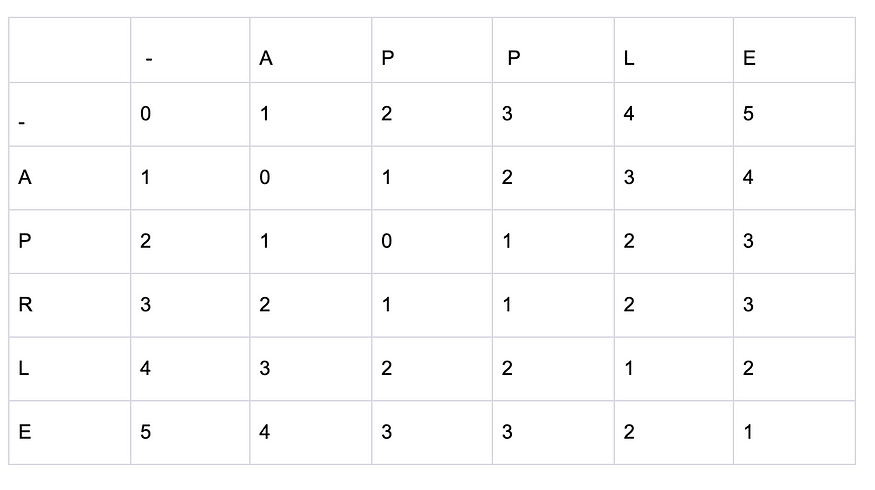 - A P P L E
- 0 1 2 3 4 5
A 1 0 1 2 3 4
P 2 1 0 1 2 3
R 3 2 1 1 2 3
L 4 3 2 2 1 2
E 5 4 3 3 2 1